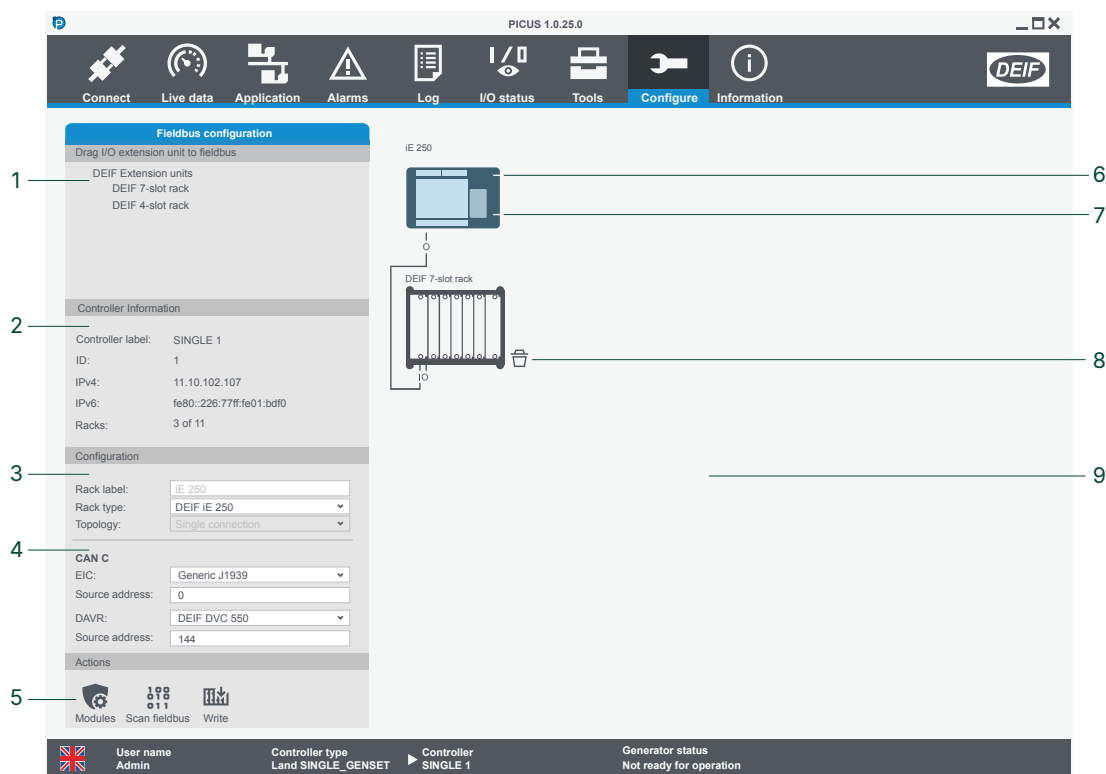 PICUS 1.0.25.0
Connect Live data Application Alarms Log I/O status Tools Configure Information
DEIF
Fieldbus configuration
Drag I/O extension unit to fieldbus
DEIF Extension units
DEIF 7-slot rack
DEIF 4-slot rack
1
Controller Information
2
Controller label: SINGLE 1
ID: 1
IPv4: 11.10.102.107
IPv6: fe80::226:77ff:fe01:bdf0
Racks: 3 of 11
Configuration
3
Rack label: iE 250
Rack type: DEIF iE 250
Topology: Single connection
4
CAN C
EIC: Generic J1939
Source address: 0
DAVR: DEIF DVC 550
Source address: 144
Actions
5
Modules Scan fieldbus Write
iE 250
6
7
O
DEIF 7-slot rack
8
IO
9
User name Controller type Controller Generator status
Admin Land SINGLE_GENSET SINGLE 1 Not ready for operation